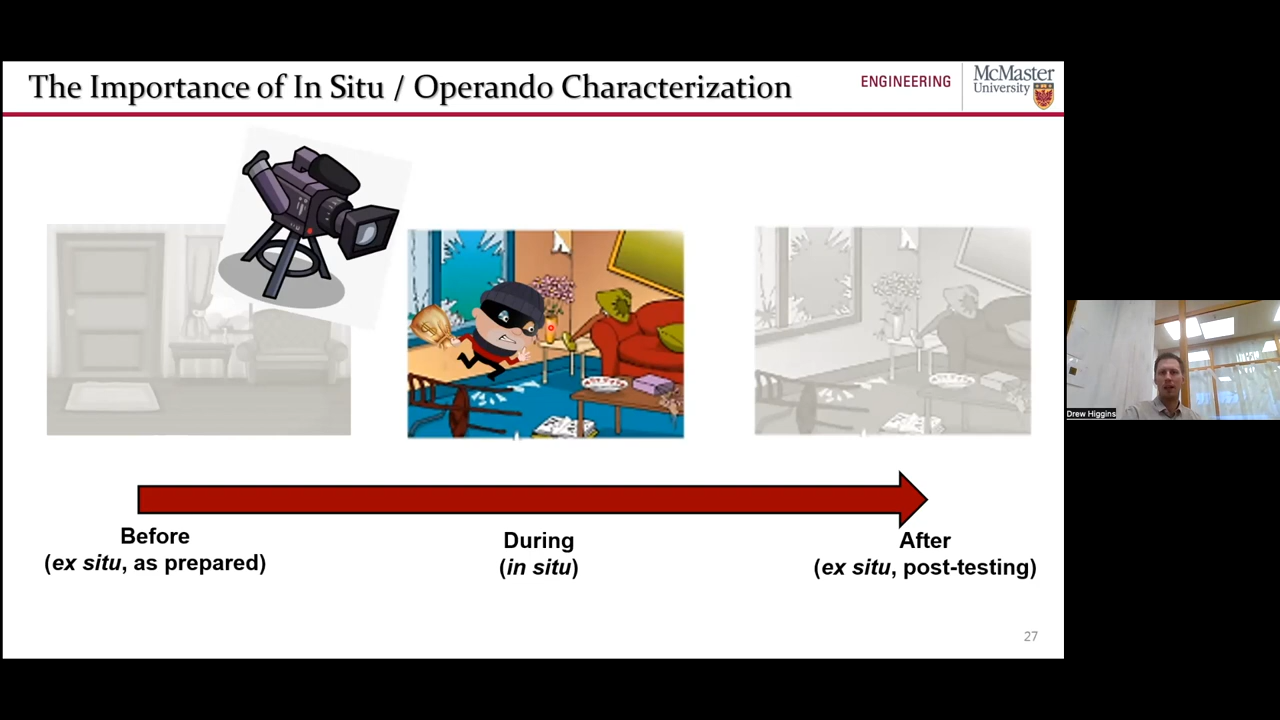 The Importance of In Situ / Operando Characterization
ENGINEERING
McMaster
University
Drew Higgins
Before
(ex situ, as prepared)
During
(in situ)
After
(ex situ, post-testing)
27